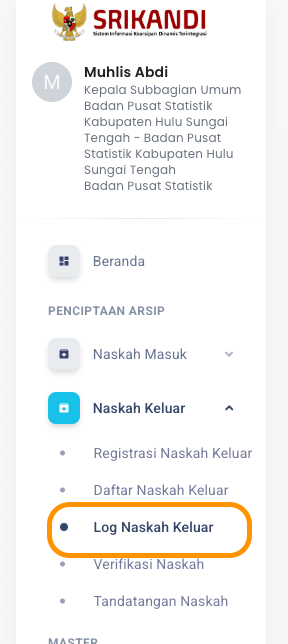 SRIKANDI
Sistem Informasi Kearsipan Dinamis Terintegrasi
M
Muhlis Abdi
Kepala Subbagian Umum
Badan Pusat Statistik
Kabupaten Hulu Sungai
Tengah - Badan Pusat
Statistik Kabupaten Hulu
Sungai Tengah
Badan Pusat Statistik
Beranda
PENCIPTAAN ARSIP
Naskah Masuk
Naskah Keluar
Registrasi Naskah Keluar
Daftar Naskah Keluar
Log Naskah Keluar
Verifikasi Naskah
Tandatangan Naskah
MASTER